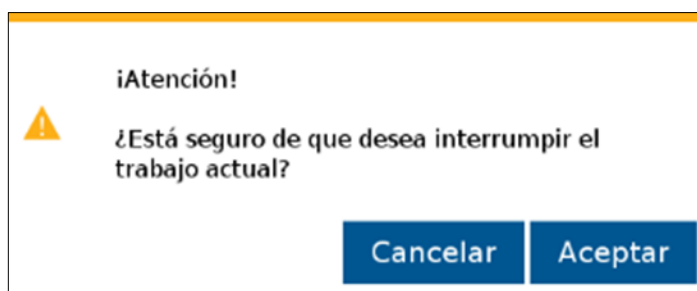 ¡Atención!
¿Está seguro de que desea interrumpir el
trabajo actual?
Cancelar Aceptar